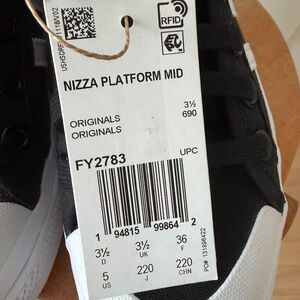 RFID
NIZZA PLATFORM MID
ORIGINALS 3½
ORIGINALS 690
FY2783 UPC
1 94815 99864 2
3½ 3½ 36
D UK F
5 220 220
US J CHN